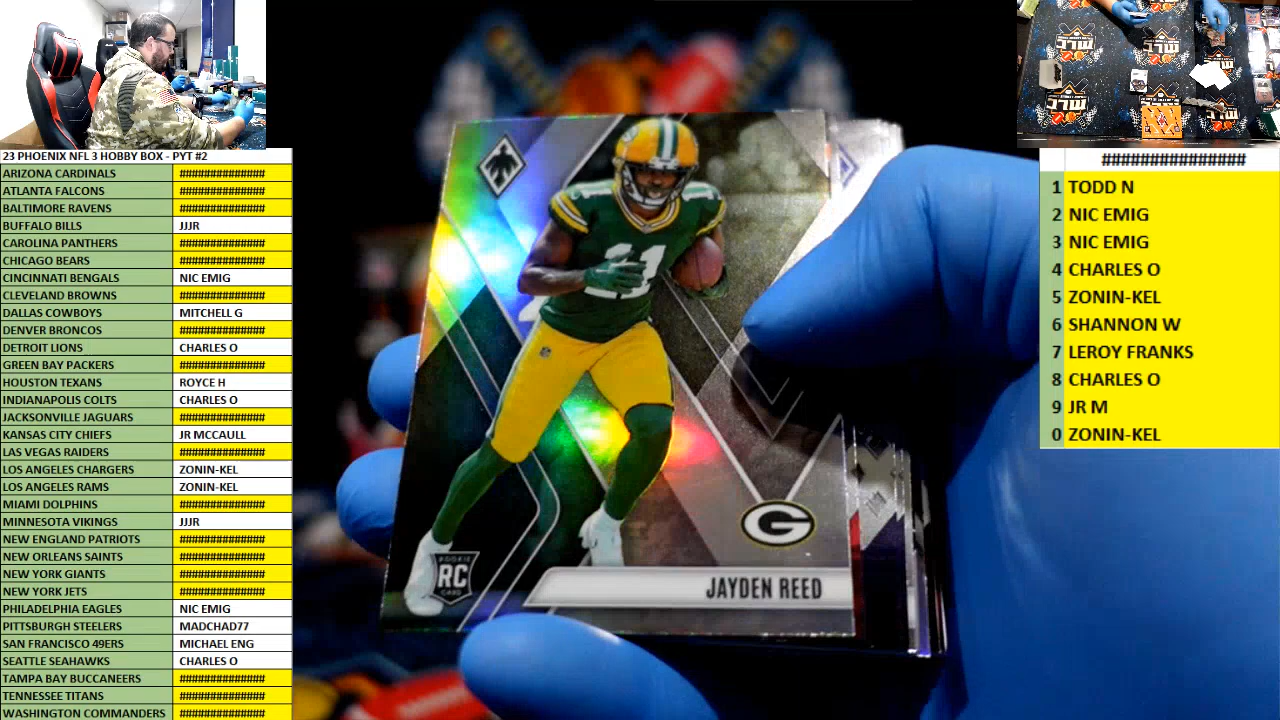 23 PHOENIX NFL 3 HOBBY BOX - PYT #2
ARIZONA CARDINALS ##############
ATLANTA FALCONS ##############
BALTIMORE RAVENS ##############
BUFFALO BILLS JJJR
CAROLINA PANTHERS ##############
CHICAGO BEARS ##############
CINCINNATI BENGALS NIC EMIG
CLEVELAND BROWNS ##############
DALLAS COWBOYS MITCHELL G
DENVER BRONCOS ##############
DETROIT LIONS CHARLES O
GREEN BAY PACKERS ##############
HOUSTON TEXANS ROYCE H
INDIANAPOLIS COLTS CHARLES O
JACKSONVILLE JAGUARS ##############
KANSAS CITY CHIEFS JR MCCAULL
LAS VEGAS RAIDERS ##############
LOS ANGELES CHARGERS ZONIN-KEL
LOS ANGELES RAMS ZONIN-KEL
MIAMI DOLPHINS ##############
MINNESOTA VIKINGS JJJR
NEW ENGLAND PATRIOTS ##############
NEW ORLEANS SAINTS ##############
NEW YORK GIANTS ##############
NEW YORK JETS ##############
PHILADELPHIA EAGLES NIC EMIG
PITTSBURGH STEELERS MADCHAD77
SAN FRANCISCO 49ERS MICHAEL ENG
SEATTLE SEAHAWKS CHARLES O
TAMPA BAY BUCCANEERS ##############
TENNESSEE TITANS ##############
WASHINGTON COMMANDERS ##############
11
G
ROOKIE
RC
CARD
JAYDEN REED
###############
1 TODD N
2 NIC EMIG
3 NIC EMIG
4 CHARLES O
5 ZONIN-KEL
6 SHANNON W
7 LEROY FRANKS
8 CHARLES O
9 JR M
0 ZONIN-KEL